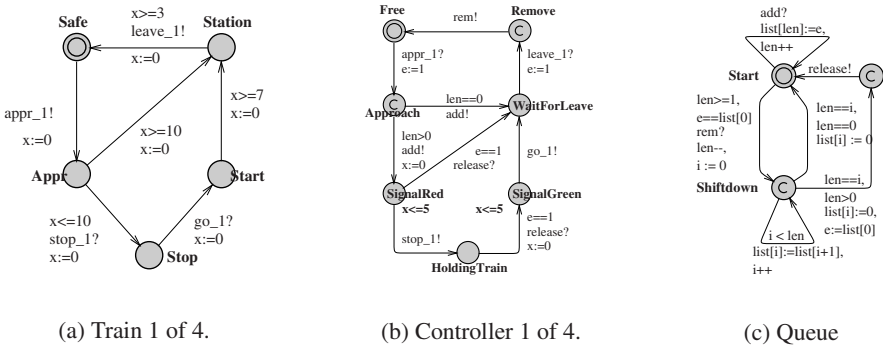 Safe
x>=3
leave_1!
x:=0
Station
appr_1!
x:=0
x>=10
x:=0
x>=7
x:=0
Appr
Start
x<=10
stop_1?
x:=0
go_1?
x:=0
Stop
(a) Train 1 of 4.
Free
rem!
Remove
C
appr_1?
e:=1
leave_1?
e:=1
C
Approach
len==0
add!
WaitForLeave
len>0
add!
x:=0
e==1
release?
go_1!
SignalRed
x<=5
SignalGreen
x<=5
stop_1!
e==1
release?
x:=0
HoldingTrain
(b) Controller 1 of 4.
add?
list[len]:=e,
len++
Start
release!
C
len>=1,
e==list[0]
rem?
len--,
i := 0
len==i,
len==0
list[i] := 0
Shiftdown
C
len==i,
len>0
list[i]:=0,
e:=list[0]
i < len
list[i]:=list[i+1],
i++
(c) Queue